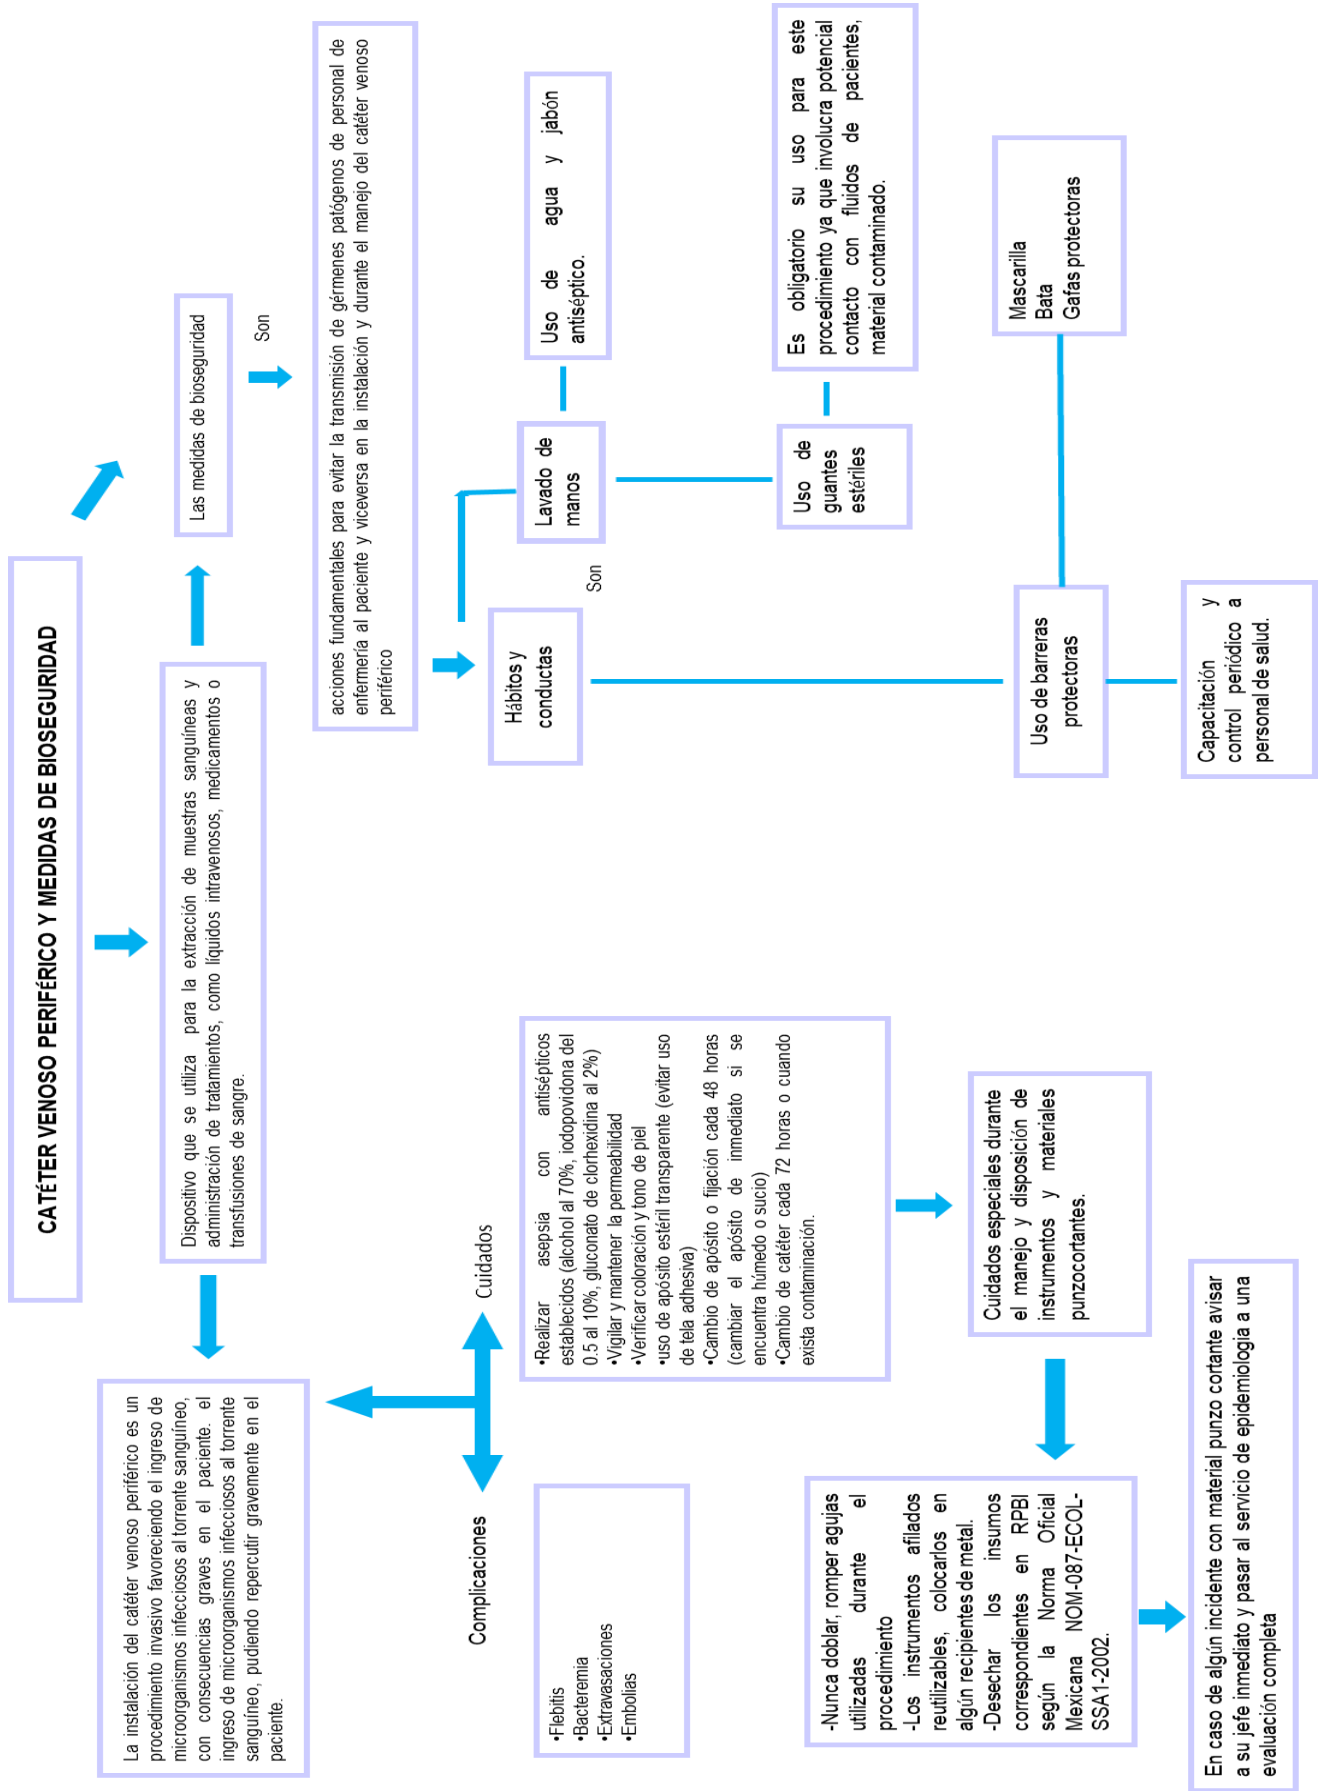 CATÉTER VENOSO PERIFÉRICO Y MEDIDAS DE BIOSEGURIDAD
Dispositivo que se utiliza para la extracción de muestras sanguíneas y
administración de tratamientos, como líquidos intravenosos, medicamentos o
transfusiones de sangre.
La instalación del catéter venoso periférico es un
procedimiento invasivo favoreciendo el ingreso de
microorganismos infecciosos al torrente sanguíneo,
con consecuencias graves en el paciente. el
ingreso de microorganismos infecciosos al torrente
sanguíneo, pudiendo repercutir gravemente en el
paciente.
Complicaciones
Cuidados
•Flebitis
•Bacteremia
•Extravasaciones
•Embolias
•Realizar asepsia con antisépticos
establecidos (alcohol al 70%, iodopovidona del
0.5 al 10%, gluconato de clorhexidina al 2%)
•Vigilar y mantener la permeabilidad
•Verificar coloración y tono de piel
•uso de apósito estéril transparente (evitar uso
de tela adhesiva)
•Cambio de apósito o fijación cada 48 horas
(cambiar el apósito de inmediato si se
encuentra húmedo o sucio)
•Cambio de catéter cada 72 horas o cuando
exista contaminación.
Cuidados especiales durante
el manejo y disposición de
instrumentos y materiales
punzocortantes.
-Nunca doblar, romper agujas
utilizadas durante el
procedimiento
-Los instrumentos afilados
reutilizables, colocarlos en
algún recipientes de metal.
-Desechar los insumos
correspondientes en RPBI
según la Norma Oficial
Mexicana NOM-087-ECOL-
SSA1-2002.
En caso de algún incidente con material punzo cortante avisar
a su jefe inmediato y pasar al servicio de epidemiología a una
evaluación completa
Las medidas de bioseguridad
Son
acciones fundamentales para evitar la transmisión de gérmenes patógenos de personal de
enfermería al paciente y viceversa en la instalación y durante el manejo del catéter venoso
periférico
Hábitos y
conductas
Son
Lavado de
manos
Uso de agua y jabón
antiséptico.
Uso de
guantes
estériles
Es obligatorio su uso para este
procedimiento ya que involucra potencial
contacto con fluidos de pacientes,
material contaminado.
Uso de barreras
protectoras
Mascarilla
Bata
Gafas protectoras
Capacitación y
control periódico a
personal de salud.